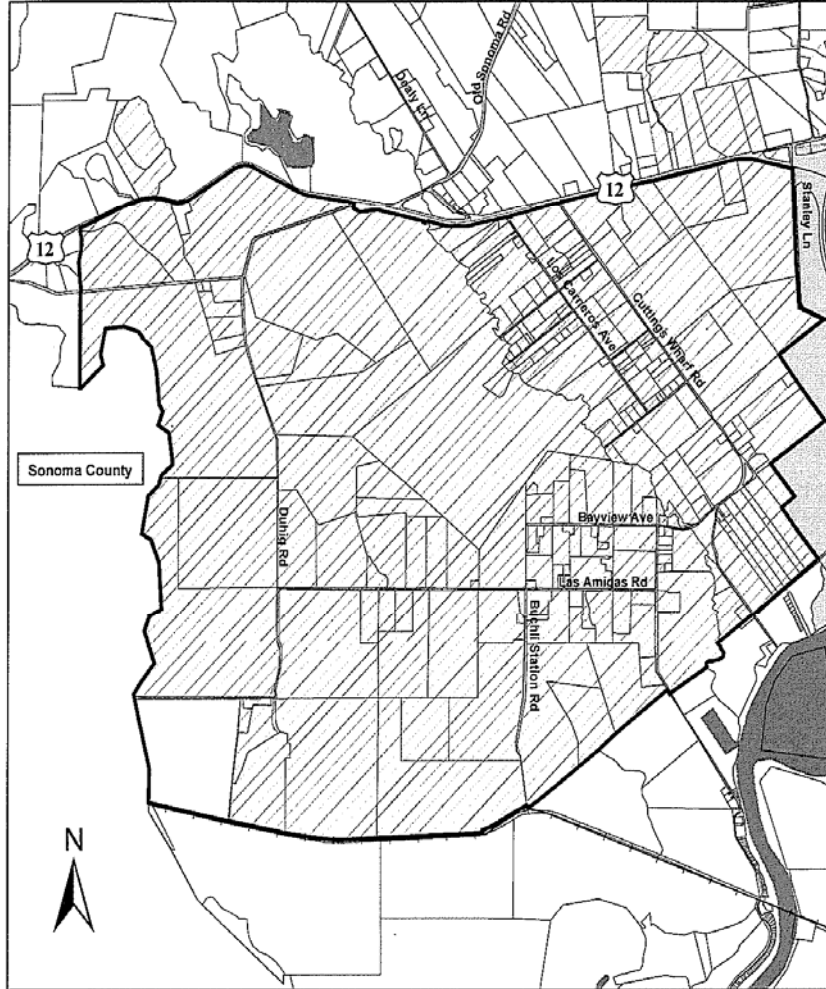 Dealy Ln
Old Sonoma Rd
12
Stanley Ln
12
Los Carneros Ave
Cuttings Wharf Rd
Sonoma County
Duhig Rd
Bayview Ave
Las Amigas Rd
Buchli Station Rd
N